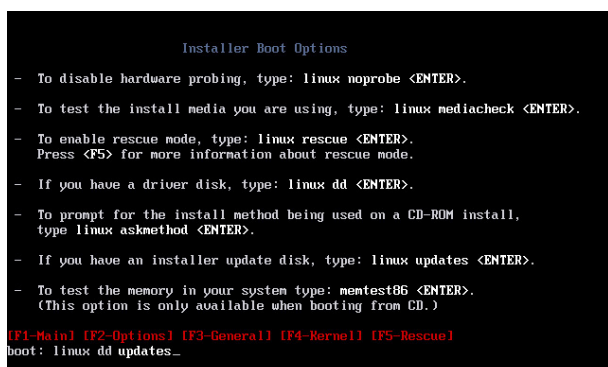 Installer Boot Options
- To disable hardware probing, type: linux noprobe <ENTER>.
- To test the install media you are using, type: linux mediacheck <ENTER>.
- To enable rescue mode, type: linux rescue <ENTER>.
Press <F5> for more information about rescue mode.
- If you have a driver disk, type: linux dd <ENTER>.
- To prompt for the install method being used on a CD-ROM install,
type linux askmethod <ENTER>.
- If you have an installer update disk, type: linux updates <ENTER>.
- To test the memory in your system type: memtest86 <ENTER>.
(This option is only available when booting from CD.)
[F1-Main] [F2-Options] [F3-General] [F4-Kernel] [F5-Rescue]
boot: linux dd updates_